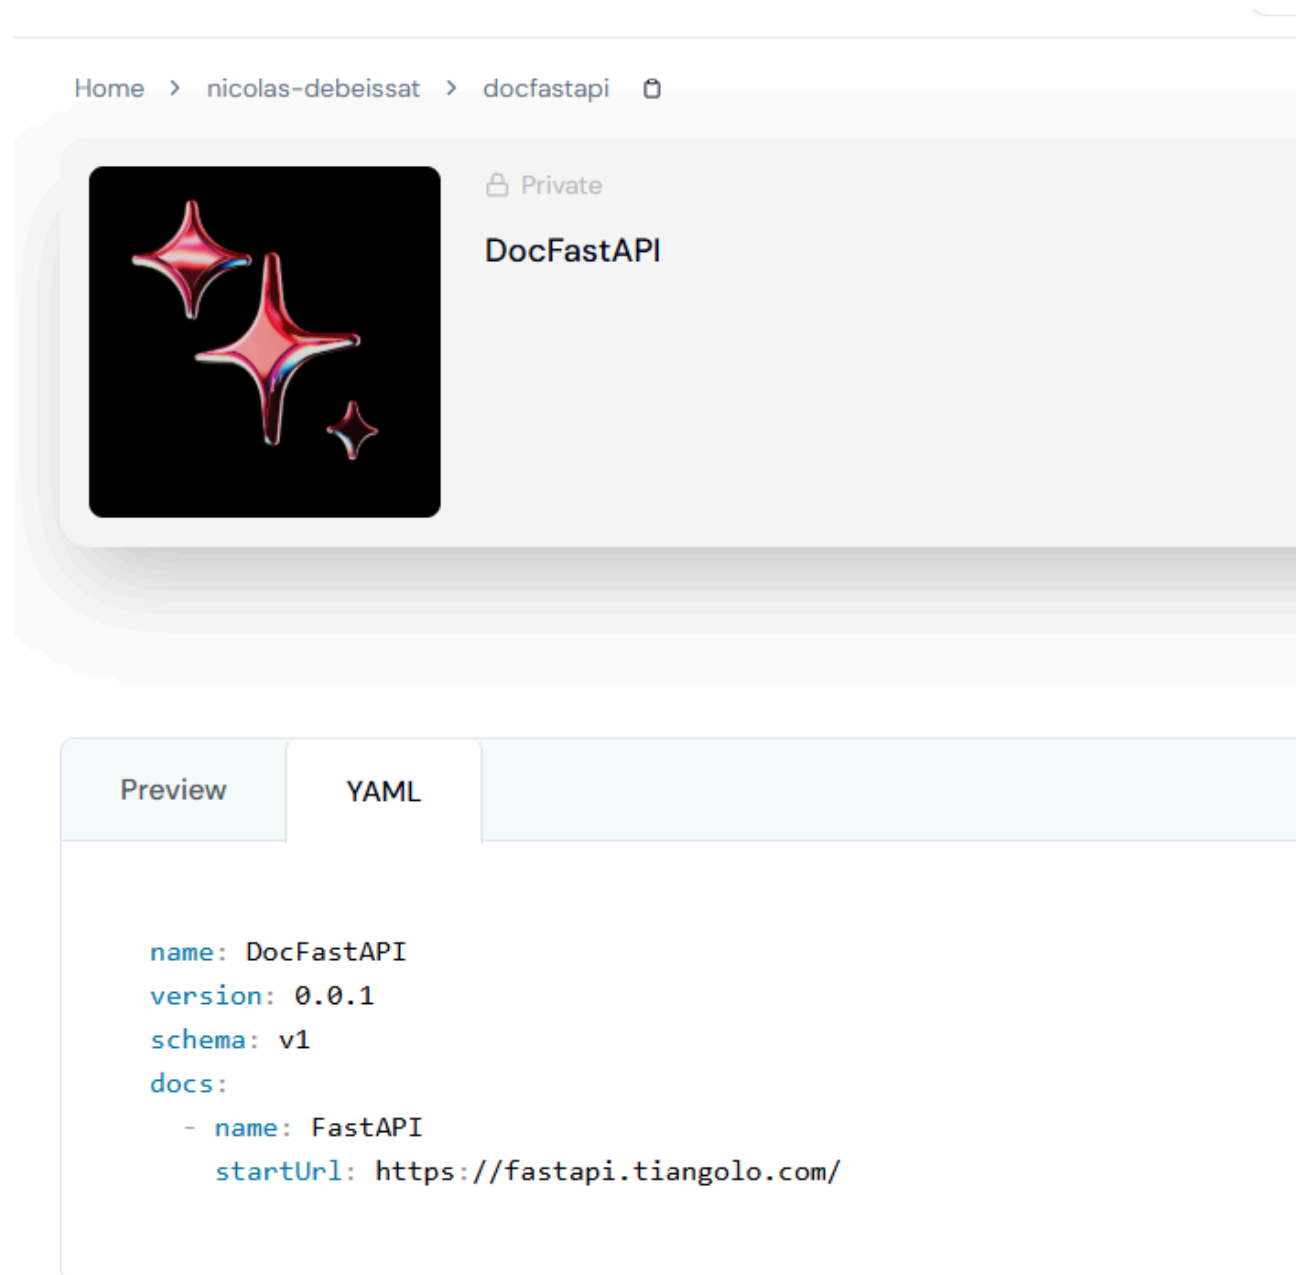 Home > nicolas-debeissat > docfastapi
Private
DocFastAPI
Preview YAML
name: DocFastAPI
version: 0.0.1
schema: v1
docs:
- name: FastAPI
startUrl: https://fastapi.tiangolo.com/